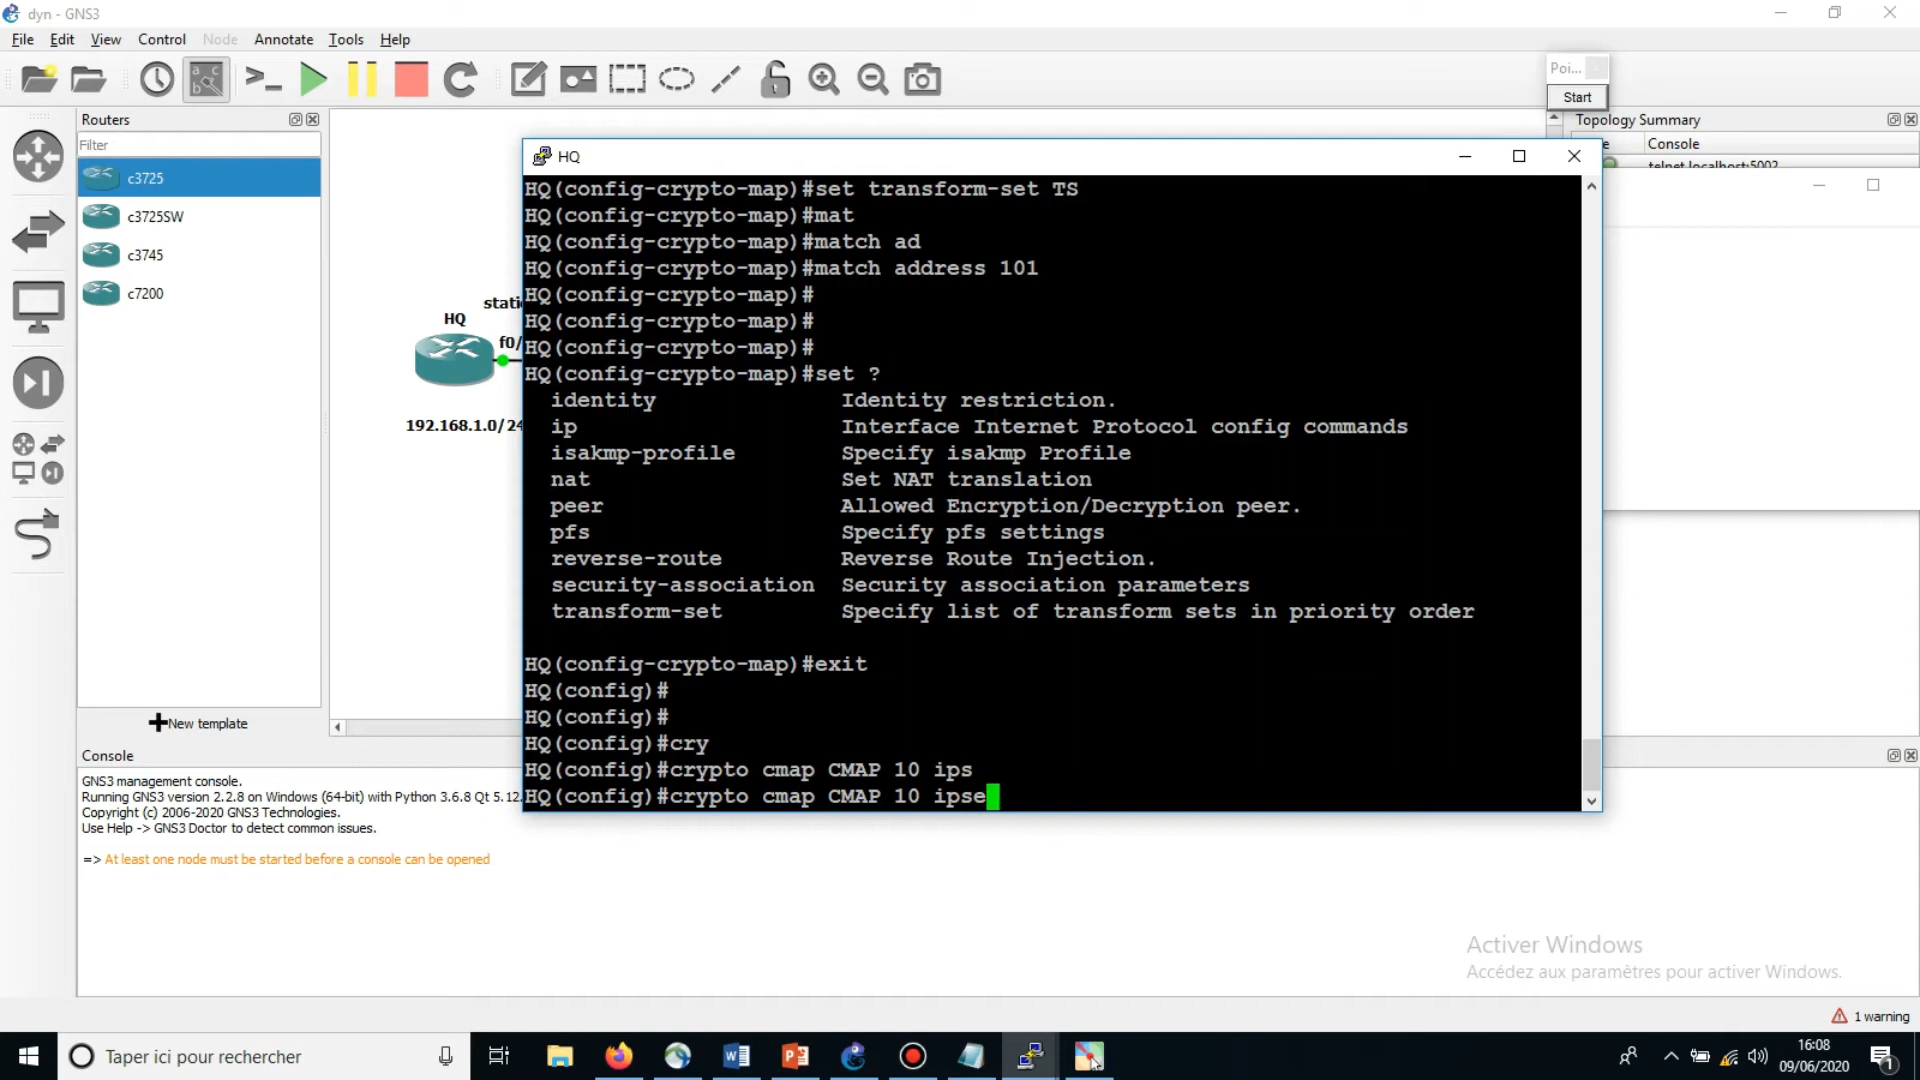 dyn - GNS3
File Edit View Control Node Annotate Tools Help
Poi...
Start
Routers
Filter
c3725
c3725SW
c3745
c7200
New template
HQ
f0/
192.168.1.0/24
Topology Summary
Console
telnet localhost:5002
HQ
HQ(config-crypto-map)#set transform-set TS
HQ(config-crypto-map)#mat
HQ(config-crypto-map)#match ad
HQ(config-crypto-map)#match address 101
HQ(config-crypto-map)#
HQ(config-crypto-map)#
HQ(config-crypto-map)#
HQ(config-crypto-map)#set ?
identity Identity restriction.
ip Interface Internet Protocol config commands
isakmp-profile Specify isakmp Profile
nat Set NAT translation
peer Allowed Encryption/Decryption peer.
pfs Specify pfs settings
reverse-route Reverse Route Injection.
security-association Security association parameters
transform-set Specify list of transform sets in priority order
HQ(config-crypto-map)#exit
HQ(config)#
HQ(config)#
HQ(config)#cry
HQ(config)#crypto cmap CMAP 10 ips
HQ(config)#crypto cmap CMAP 10 ipse
Console
GNS3 management console.
Running GNS3 version 2.2.8 on Windows (64-bit) with Python 3.6.8 Qt 5.12.
Copyright (c) 2006-2020 GNS3 Technologies.
Use Help -> GNS3 Doctor to detect common issues.
=> At least one node must be started before a console can be opened
Activer Windows
Accédez aux paramètres pour activer Windows.
1 warning
Taper ici pour rechercher
16:08
09/06/2020
1